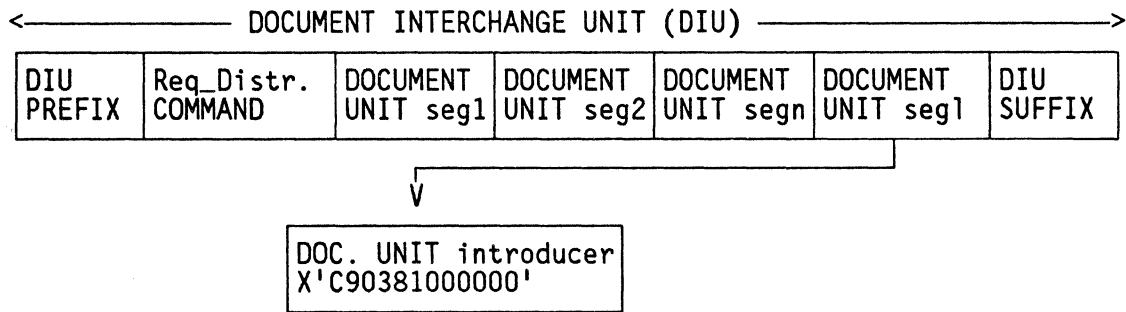 DOCUMENT INTERCHANGE UNIT (DIU)
DIU PREFIX
Req_Distr. COMMAND
DOCUMENT UNIT seg1
DOCUMENT UNIT seg2
DOCUMENT UNIT segn
DOCUMENT UNIT segl
DIU SUFFIX
DOC. UNIT introducer
X'C90381000000'